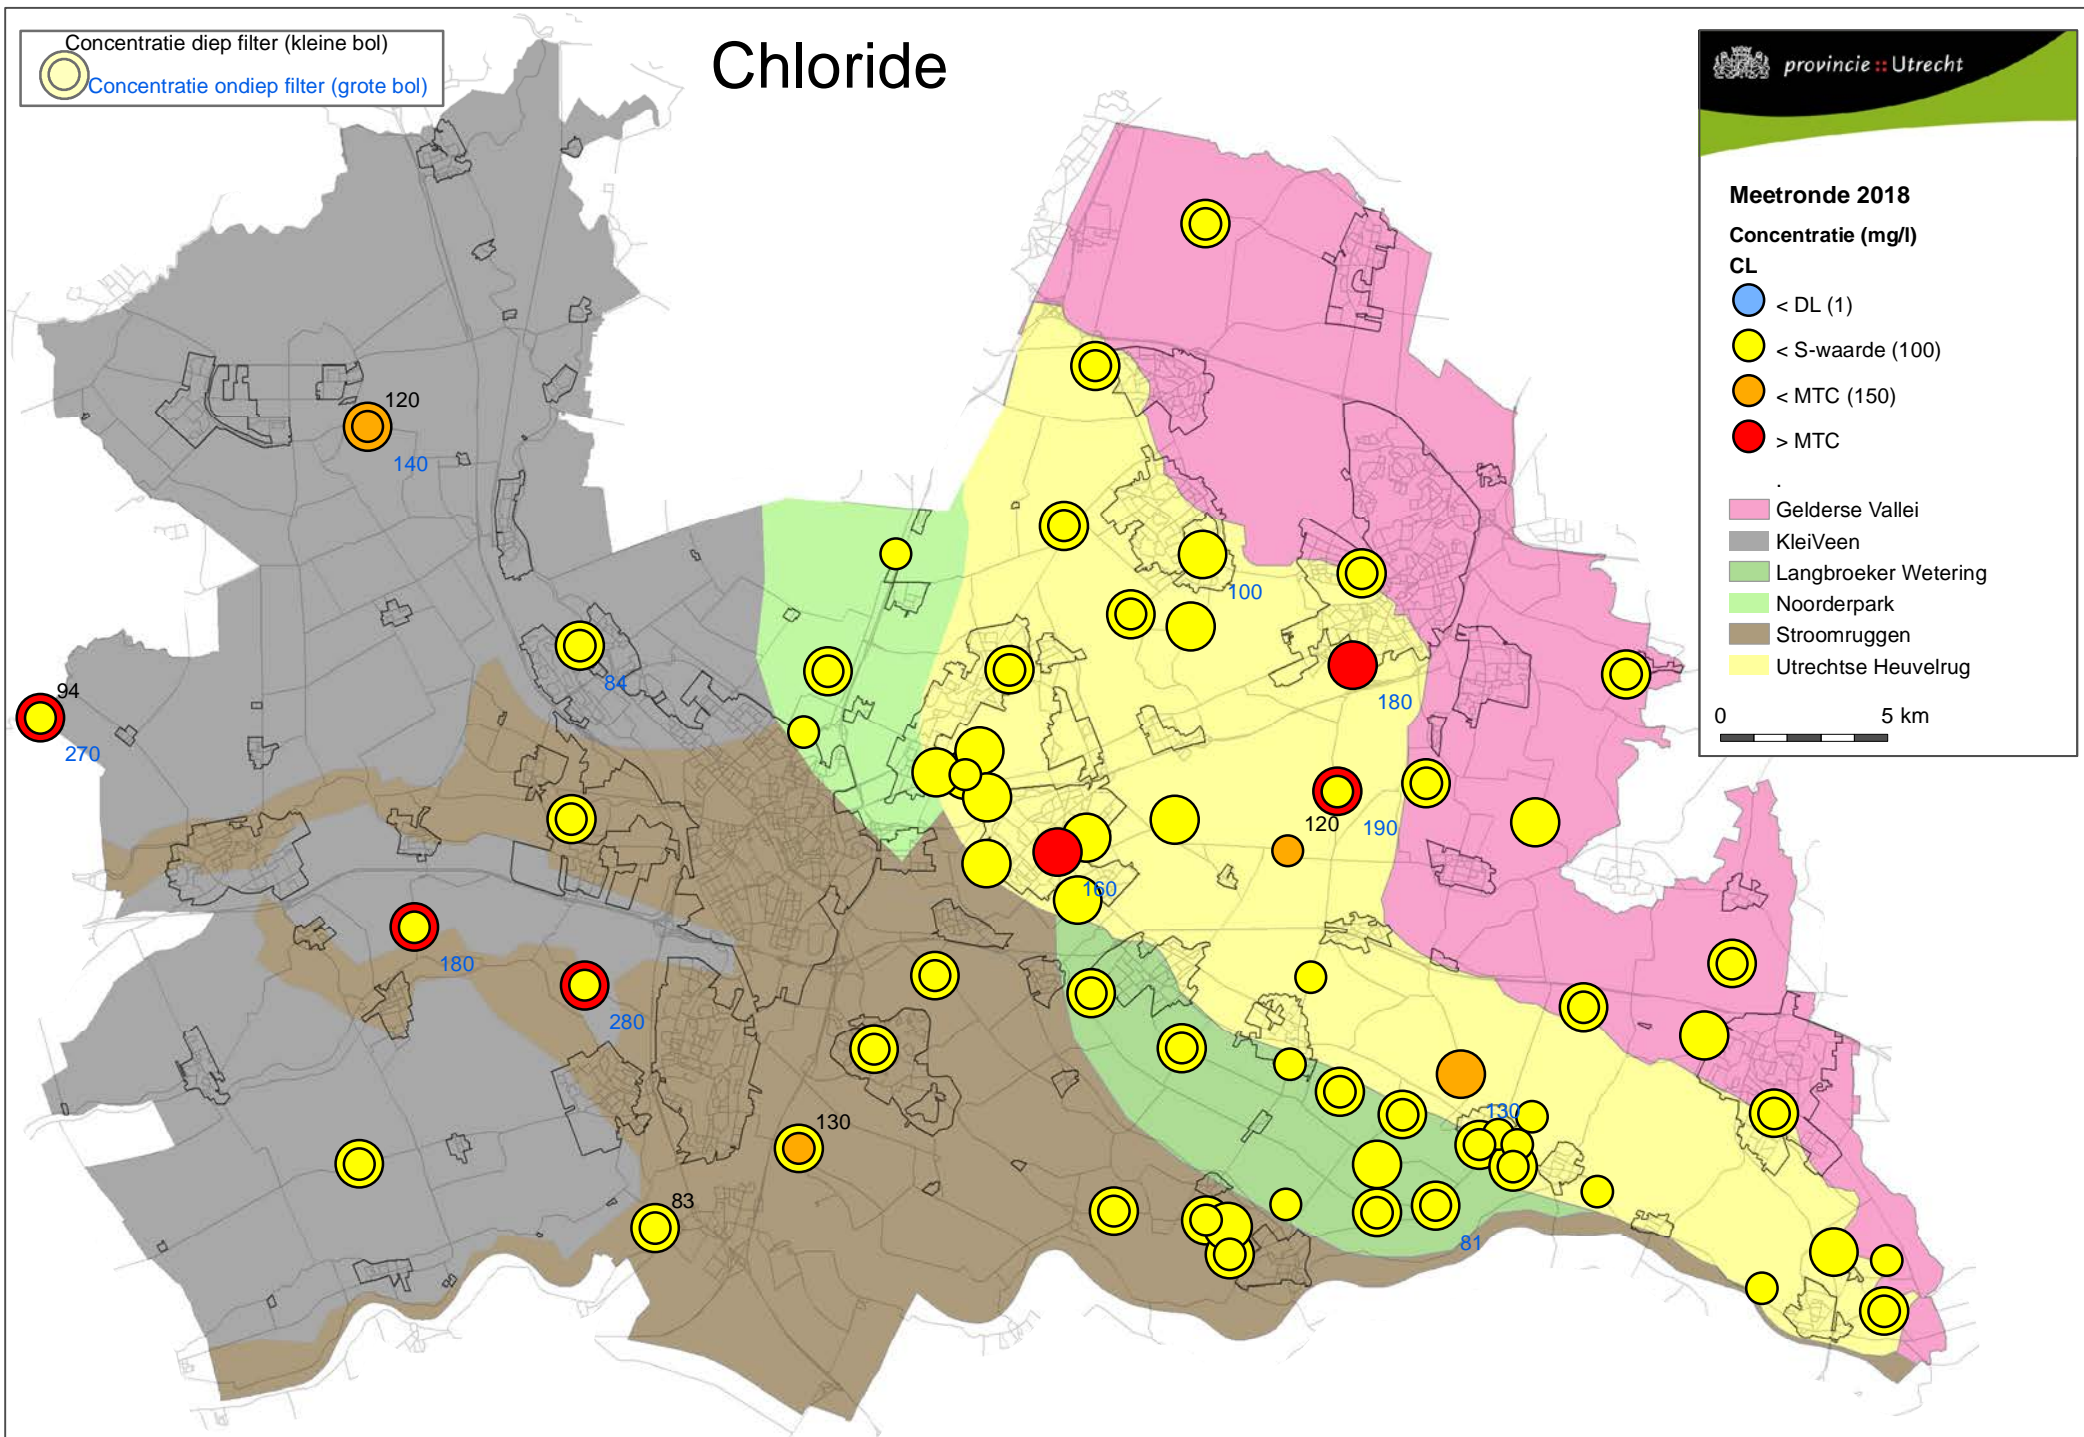 Concentratie diep filter (kleine bol)
Concentratie ondiep filter (grote bol)
Chloride
provincie :: Utrecht
Meetronde 2018
Concentratie (mg/l)
CL
< DL (1)
< S-waarde (100)
< MTC (150)
> MTC
.
Gelderse Vallei
KleiVeen
Langbroeker Wetering
Noorderpark
Stroomruggen
Utrechtse Heuvelrug
0 5 km
120
140
100
84
94
270
180
120
190
160
180
280
130
130
83
81